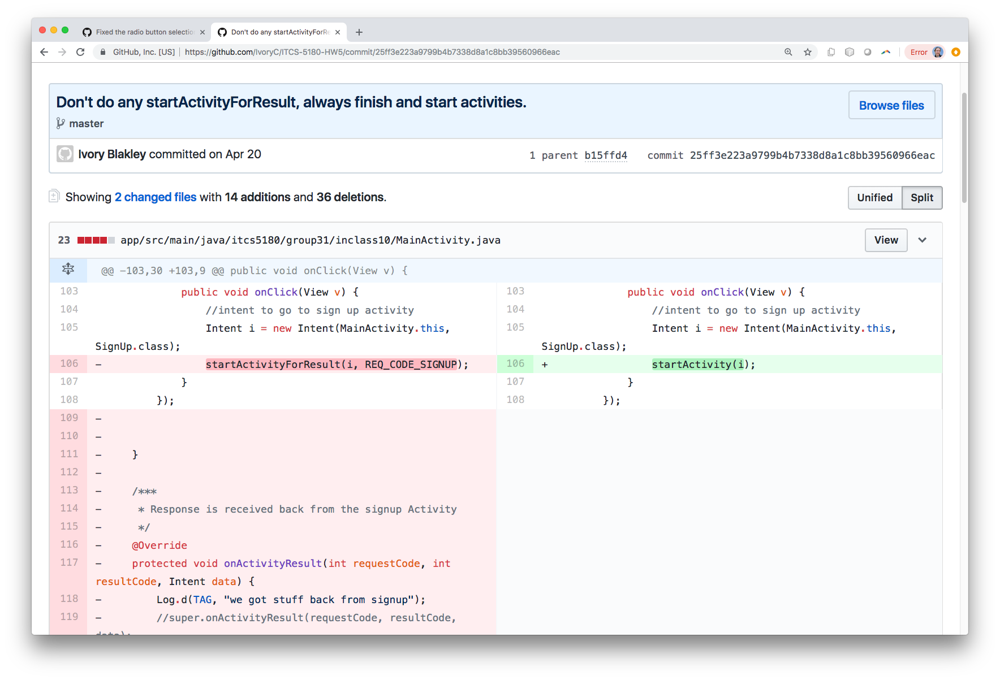 Fixed the radio button selectio
Don't do any startActivityForRe
GitHub, Inc. [US] https://github.com/IvoryC/ITCS-5180-HW5/commit/25ff3e223a9799b4b7338d8a1c8bb39560966eac
Error
Don't do any startActivityForResult, always finish and start activities.
Browse files
master
Ivory Blakley committed on Apr 20
1 parent b15ffd4 commit 25ff3e223a9799b4b7338d8a1c8bb39560966eac
Showing 2 changed files with 14 additions and 36 deletions.
Unified Split
23 app/src/main/java/itcs5180/group31/inclass10/MainActivity.java
View
@@ -103,30 +103,9 @@ public void onClick(View v) {
103 public void onClick(View v) {
104 //intent to go to sign up activity
105 Intent i = new Intent(MainActivity.this,
SignUp.class);
106 - startActivityForResult(i, REQ_CODE_SIGNUP);
107 }
108 });
109 -
110 -
111 - }
112 -
113 - /***
114 - * Response is received back from the signup Activity
115 - */
116 - @Override
117 - protected void onActivityResult(int requestCode, int
resultCode, Intent data) {
118 - Log.d(TAG, "we got stuff back from signup");
119 - //super.onActivityResult(requestCode, resultCode,
103 public void onClick(View v) {
104 //intent to go to sign up activity
105 Intent i = new Intent(MainActivity.this,
SignUp.class);
106 + startActivity(i);
107 }
108 });